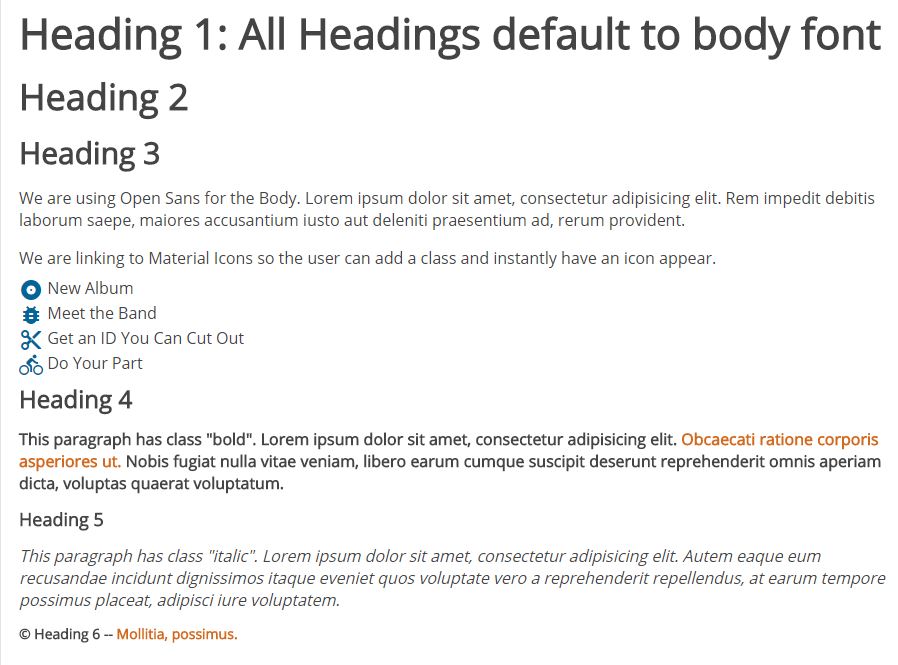 Heading 1: All Headings default to body font
Heading 2
Heading 3
We are using Open Sans for the Body. Lorem ipsum dolor sit amet, consectetur adipisicing elit. Rem impedit debitis
laborum saepe, maiores accusantium iusto aut deleniti praesentium ad, rerum provident.
We are linking to Material Icons so the user can add a class and instantly have an icon appear.
New Album
Meet the Band
Get an ID You Can Cut Out
Do Your Part
Heading 4
This paragraph has class "bold". Lorem ipsum dolor sit amet, consectetur adipisicing elit. Obcaecati ratione corporis
asperiores ut. Nobis fugiat nulla vitae veniam, libero earum cumque suscipit deserunt reprehenderit omnis aperiam
dicta, voluptas quaerat voluptatum.
Heading 5
This paragraph has class "italic". Lorem ipsum dolor sit amet, consectetur adipisicing elit. Autem eaque eum
recusandae incidunt dignissimos itaque eveniet quos voluptate vero a reprehenderit repellendus, at earum tempore
possimus placeat, adipisci iure voluptatem.
© Heading 6 -- Mollitia, possimus.